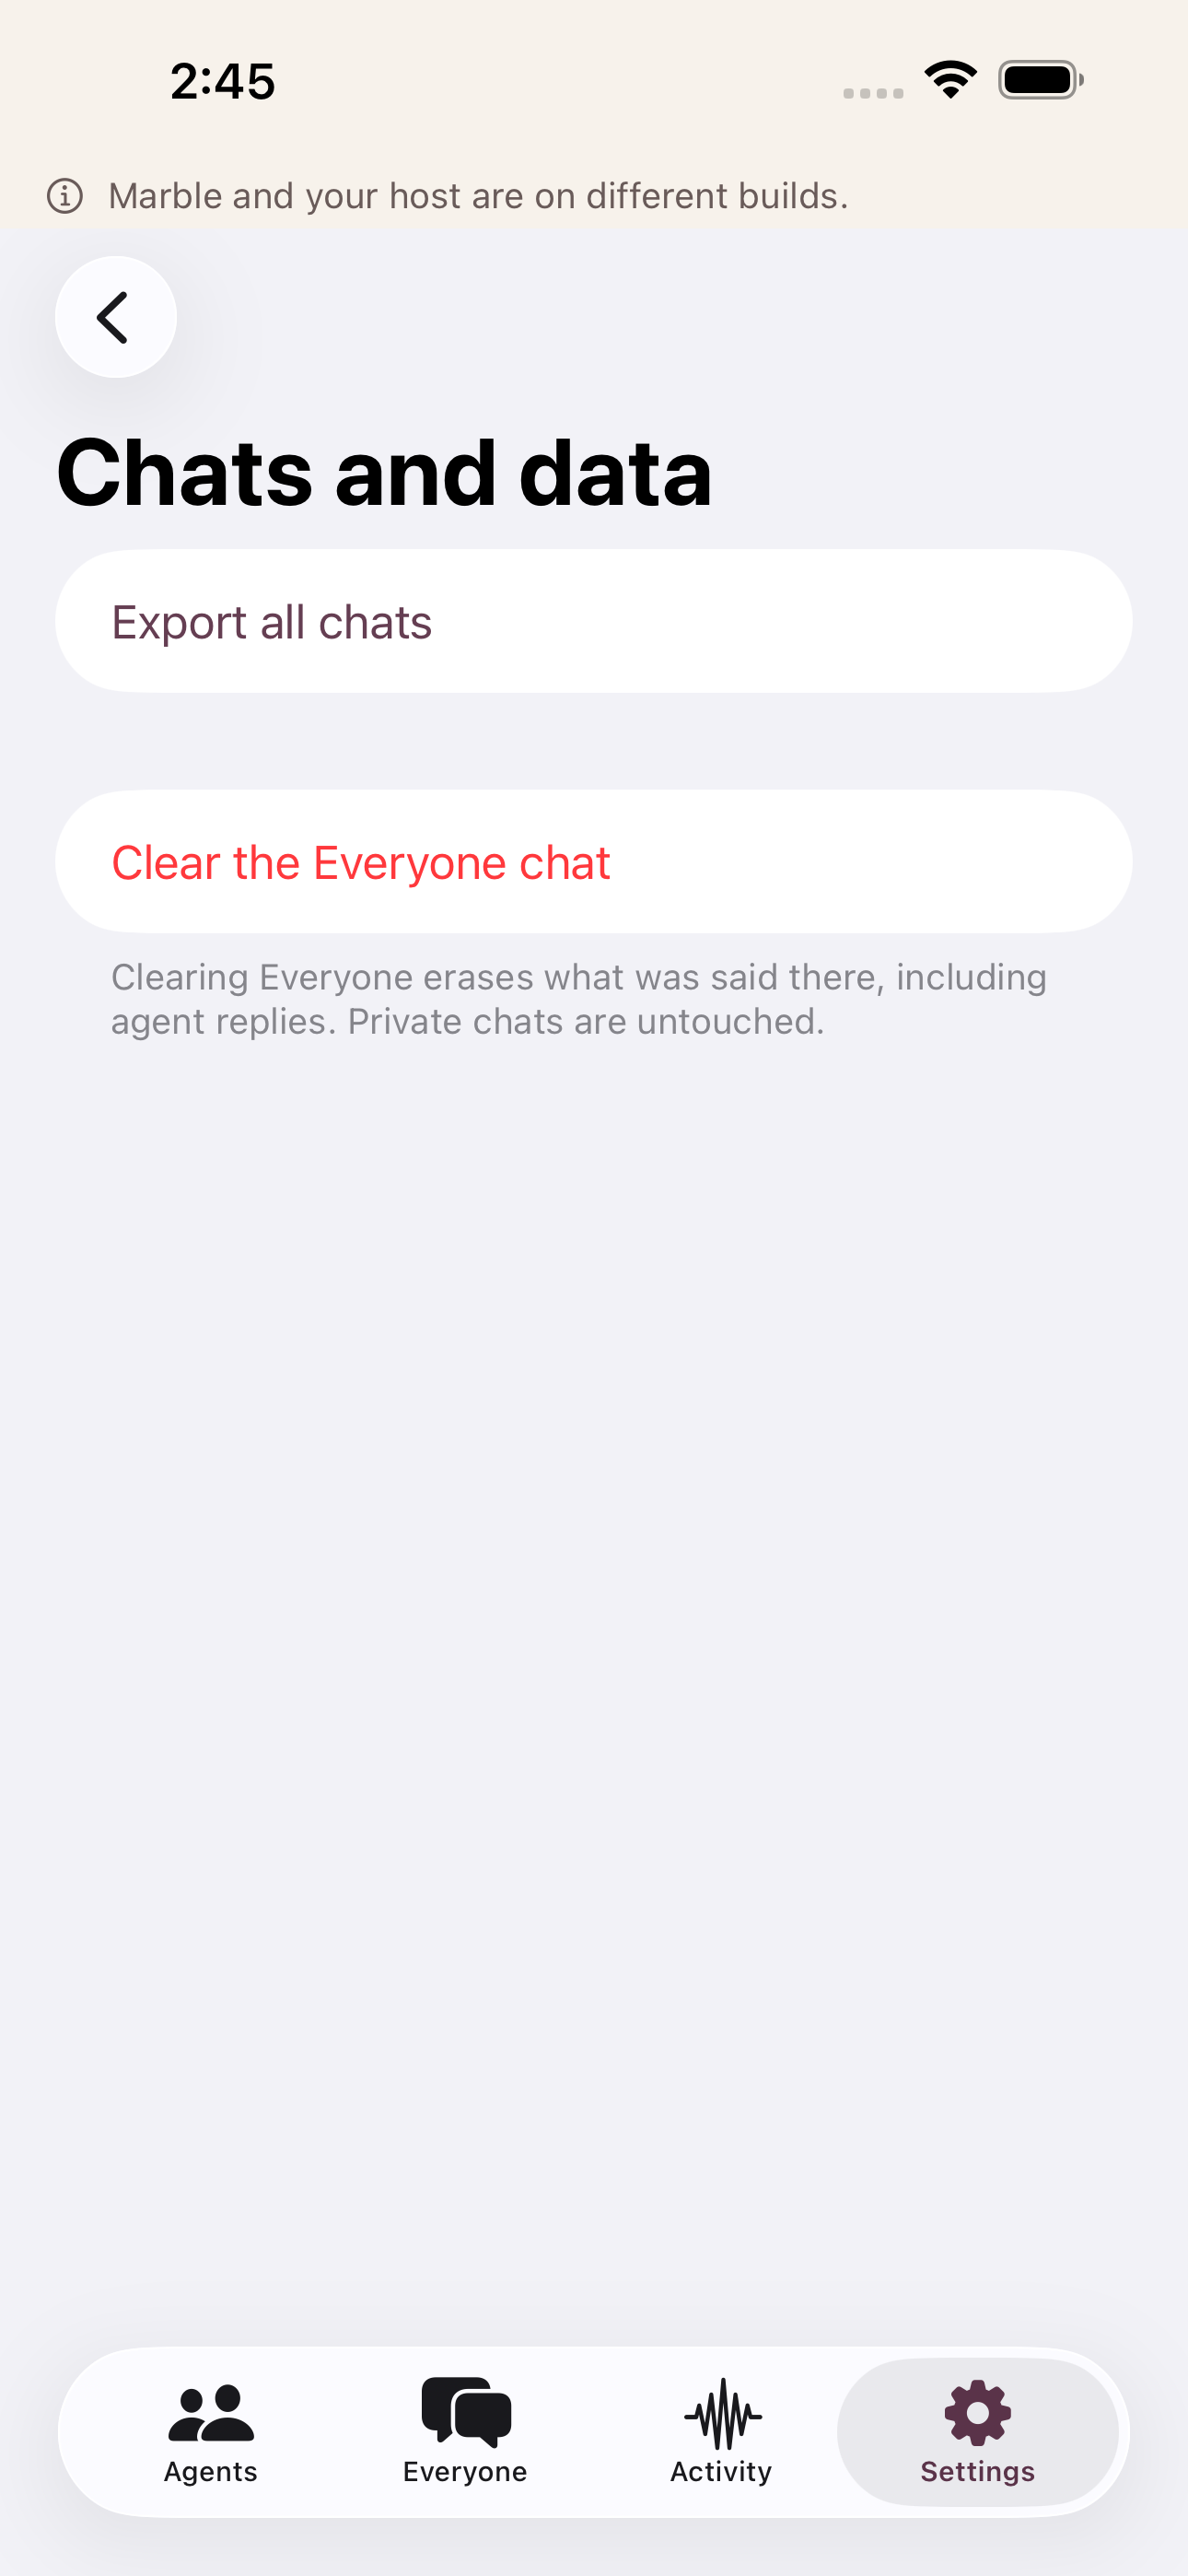 2:45
Marble and your host are on different builds.
Chats and data
Export all chats
Clear the Everyone chat
Clearing Everyone erases what was said there, including
agent replies. Private chats are untouched.
Agents
Everyone
Activity
Settings